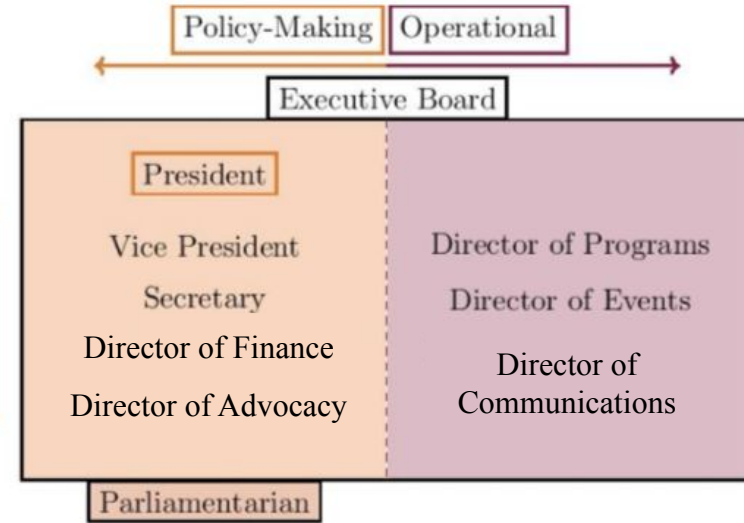 Policy-Making
Operational
Executive Board
President
Vice President
Secretary
Director of Finance
Director of Advocacy
Director of Programs
Director of Events
Director of
Communications
Parliamentarian